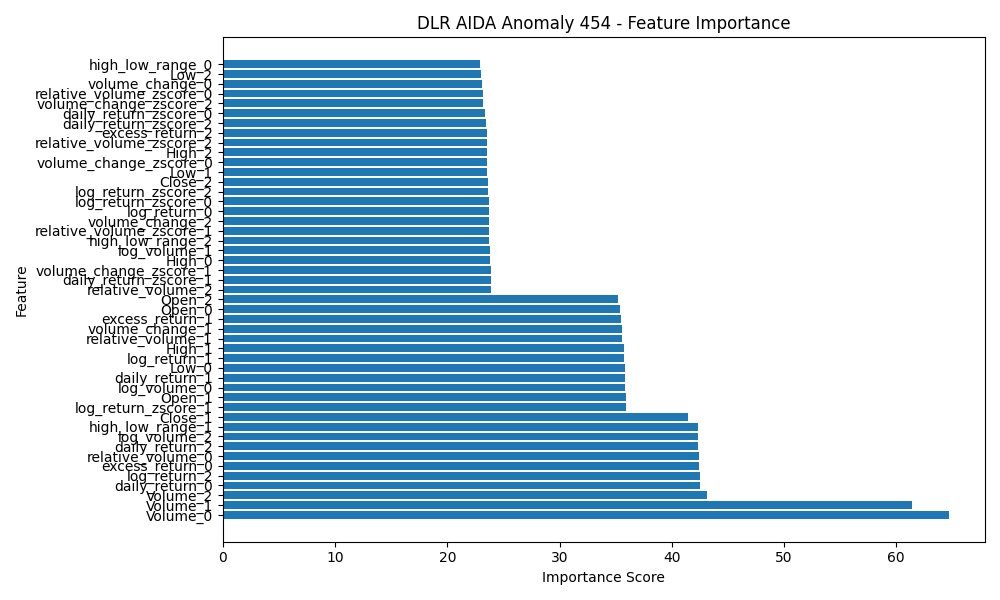 DLR AIDA Anomaly 454 - Feature Importance
high_low_range_0
Low_2
volume_change_0
relative_volume_zscore_0
volume_change_zscore_2
daily_return_zscore_0
daily_return_zscore_2
excess_return_2
relative_volume_zscore_2
High_2
volume_change_zscore_0
Low_1
Close_2
log_return_zscore_2
log_return_zscore_0
log_return_0
volume_change_2
relative_volume_zscore_1
high_low_range_2
log_volume_1
High_0
volume_change_zscore_1
daily_return_zscore_1
relative_volume_2
Open_2
Open_0
excess_return_1
volume_change_1
relative_volume_1
High_1
log_return_1
Low_0
daily_return_1
log_volume_0
Open_1
log_return_zscore_1
Close_1
high_low_range_1
log_volume_2
daily_return_2
relative_volume_0
excess_return_0
log_return_2
daily_return_0
Volume_2
Volume_1
Volume_0
Feature
0 10 20 30 40 50 60
Importance Score